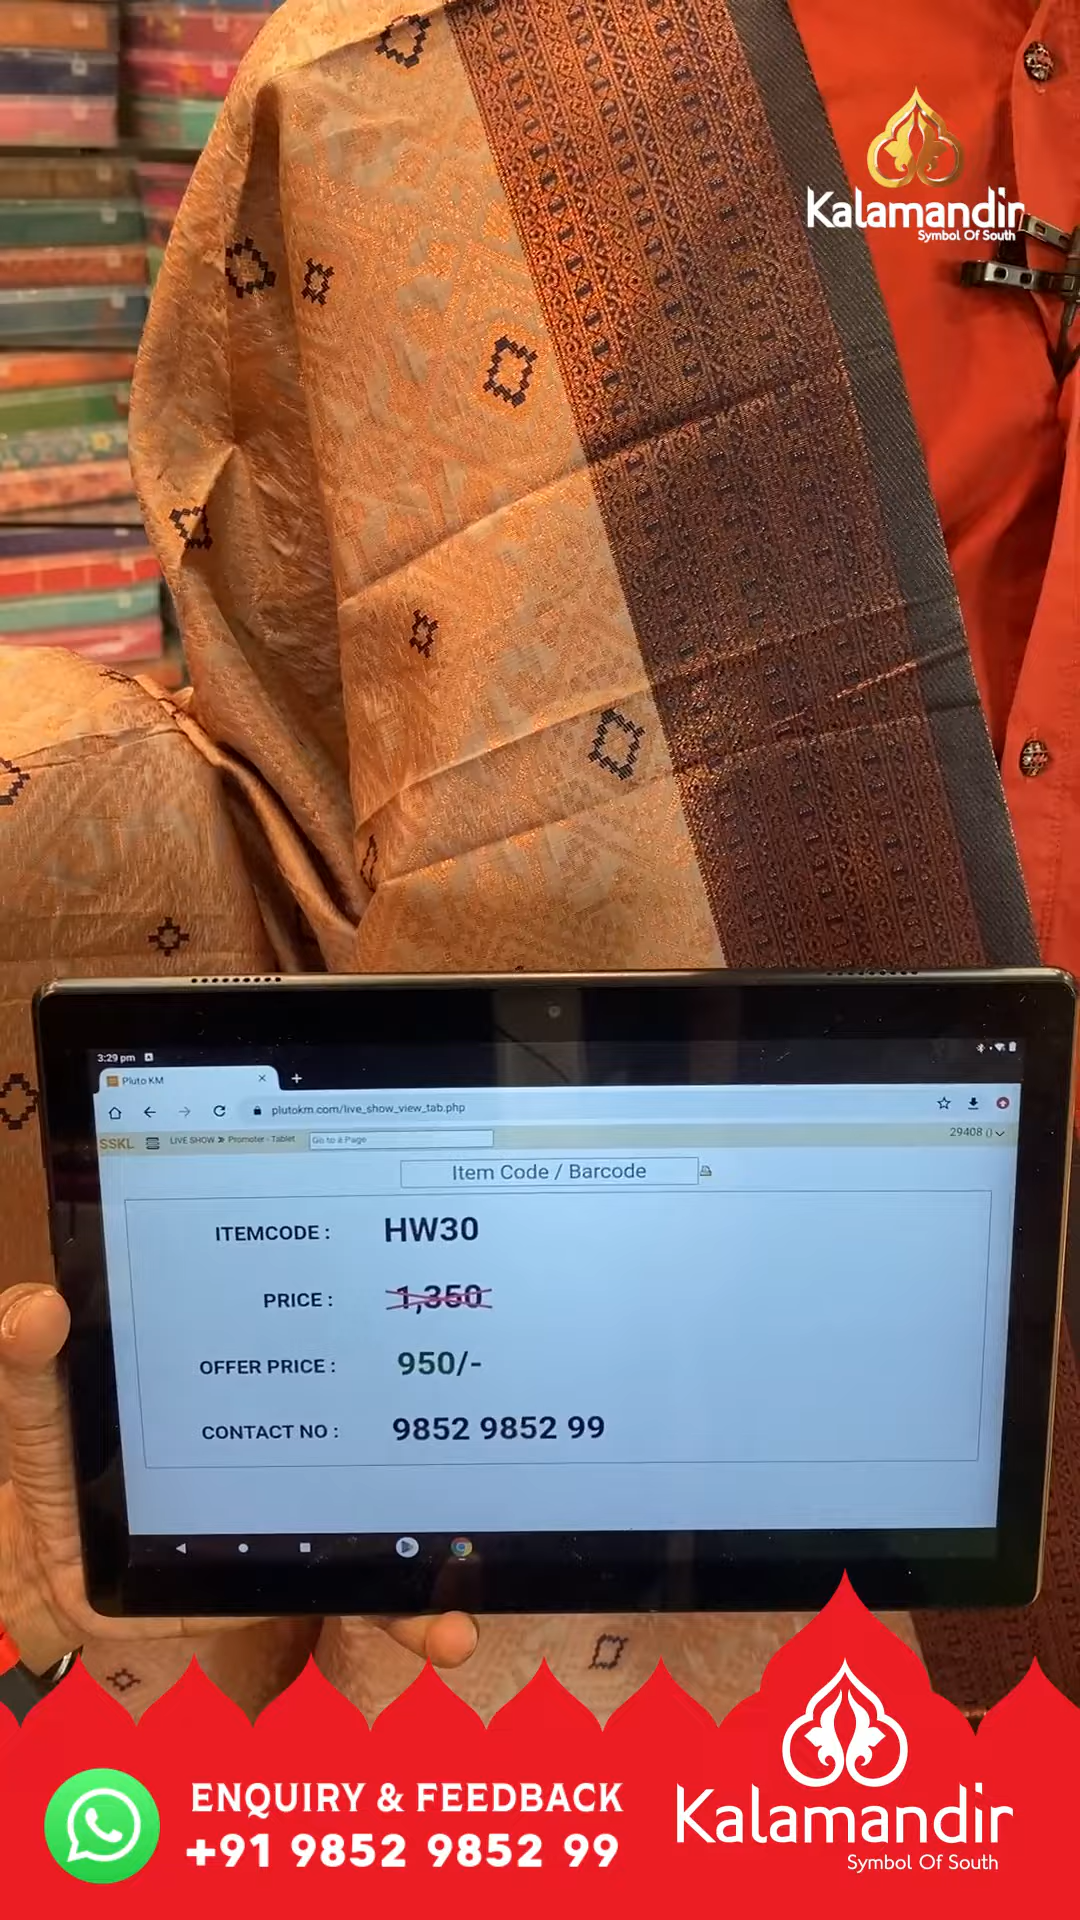 Kalamandir
Symbol Of South
3:29 pm
Pluto KM
plutokm.com/live_show_view_tab.php
SSKL
LIVE SHOW
Promoter - Tablet
Go to a Page
29408 ()
Item Code / Barcode
ITEMCODE : HW30
PRICE : 1,350
OFFER PRICE : 950/-
CONTACT NO : 9852 9852 99
ENQUIRY & FEEDBACK
+91 9852 9852 99
Kalamandir
Symbol Of South